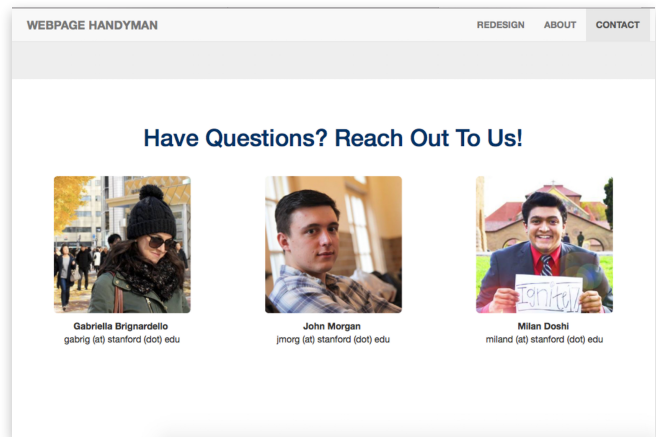 WEBPAGE HANDYMAN REDESIGN ABOUT CONTACT
Have Questions? Reach Out To Us!
Ignite
Gabriella Brignardello John Morgan Milan Doshi
gabrig (at) stanford (dot) edu jmorg (at) stanford (dot) edu miland (at) stanford (dot) edu